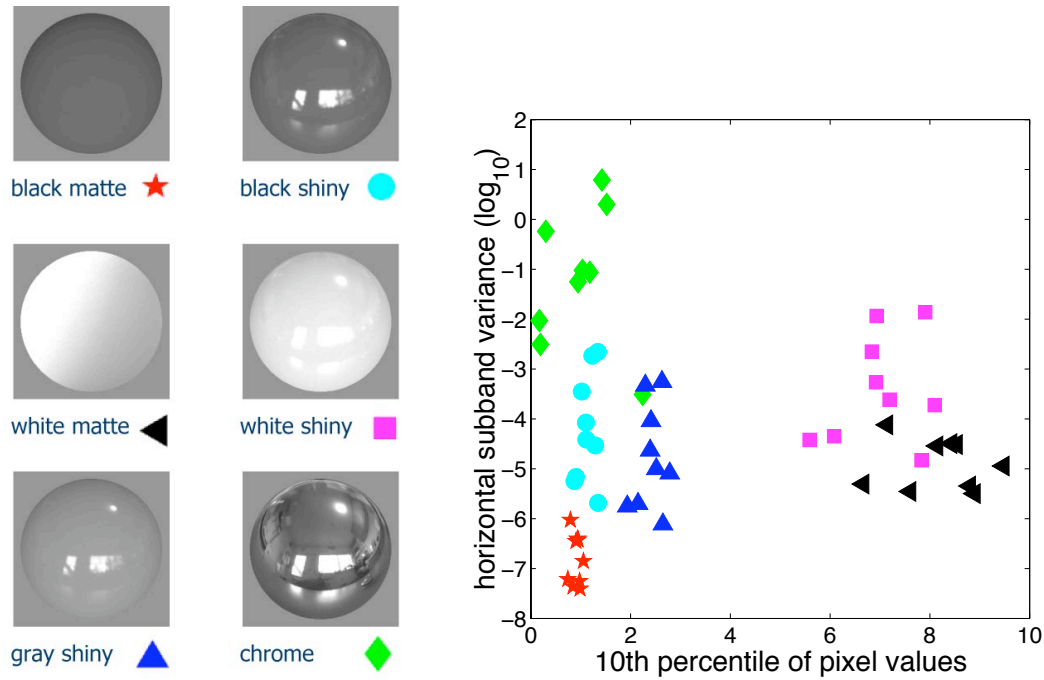 black matte
black shiny
white matte
white shiny
gray shiny
chrome
horizontal subband variance (log10)
2
1
0
−1
−2
−3
−4
−5
−6
−7
−8
0 2 4 6 8 10
10th percentile of pixel values